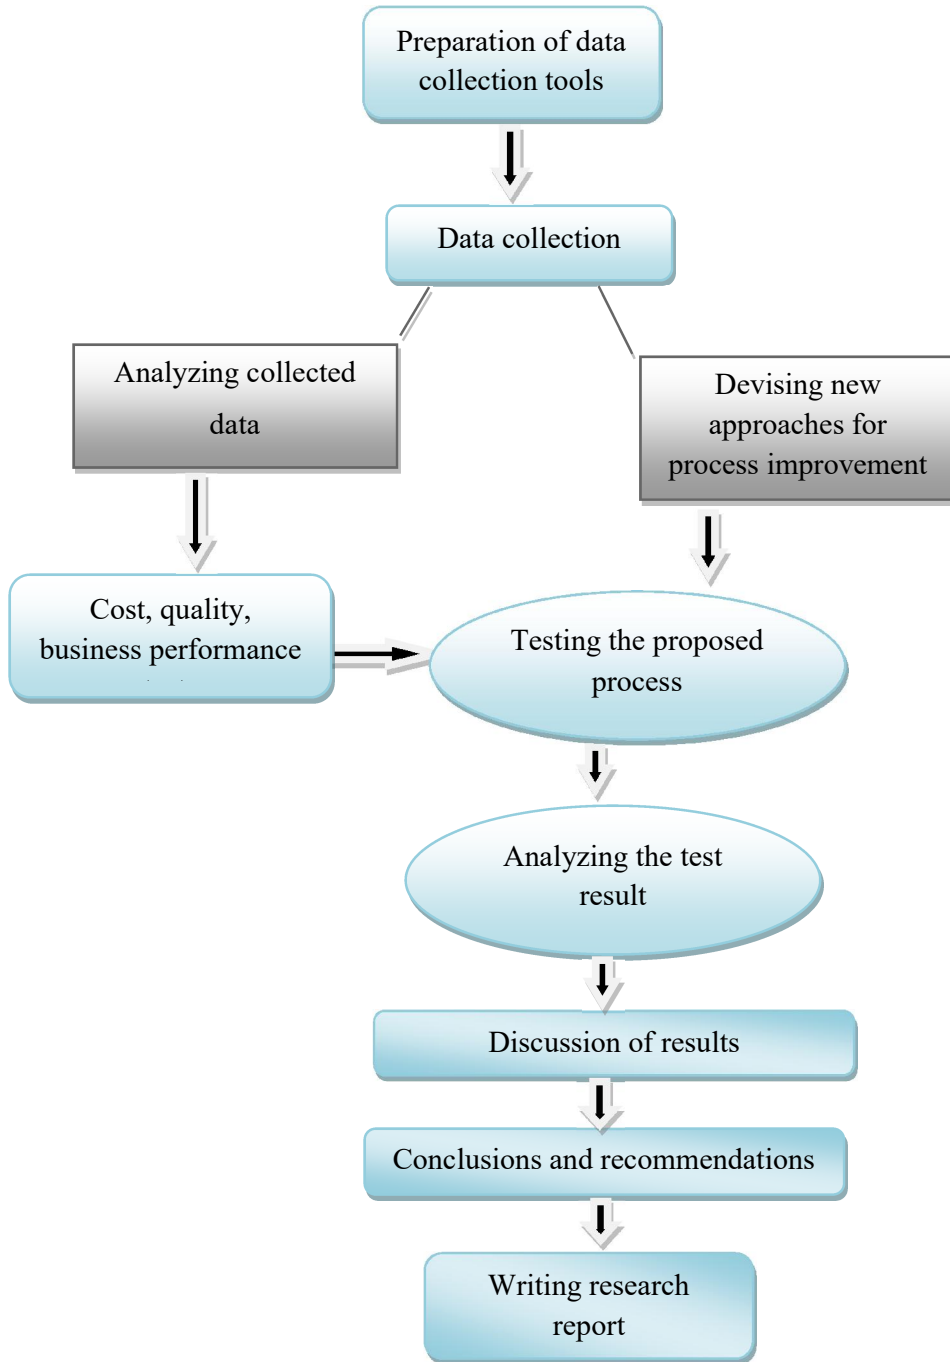 Preparation of data
collection tools
Data collection
Analyzing collected
data
Devising new
approaches for
process improvement
Cost, quality,
business performance
Testing the proposed
process
Analyzing the test
result
Discussion of results
Conclusions and recommendations
Writing research
report